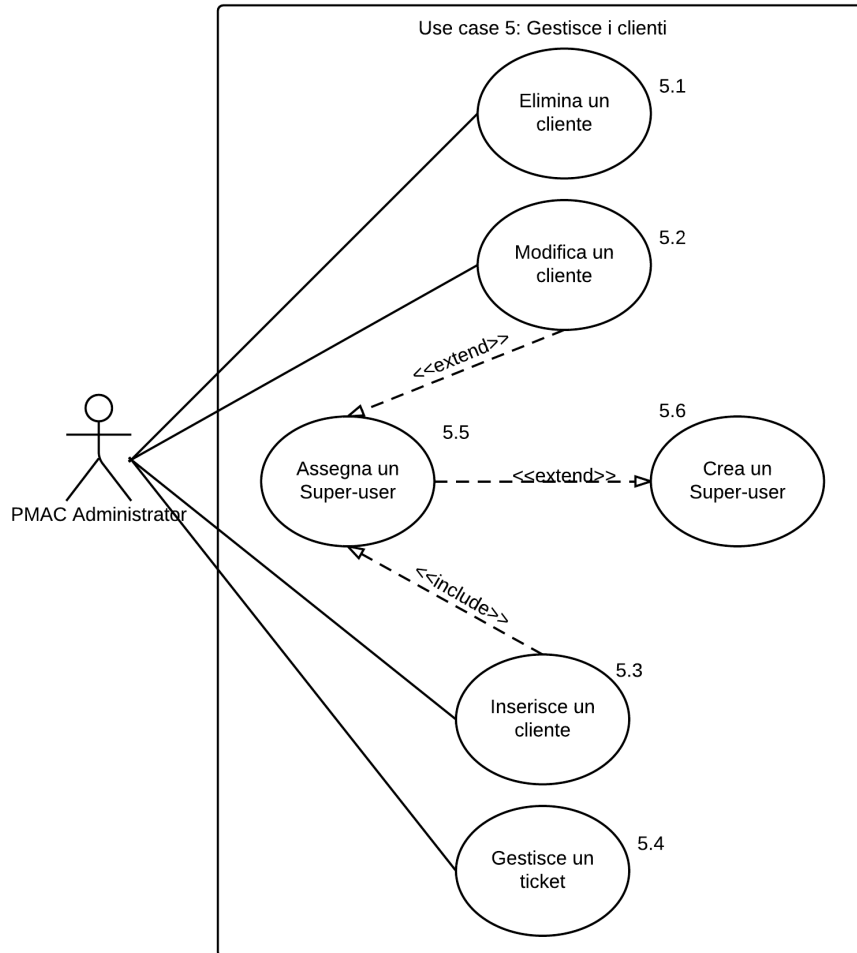 Use case 5: Gestisce i clienti
5.1
Elimina un
cliente
5.2
Modifica un
cliente
<<extend>>
5.6
5.5
Assegna un
Super-user
<<extend>>
Crea un
Super-user
PMAC Administrator
<<include>>
5.3
Inserisce un
cliente
5.4
Gestisce un
ticket